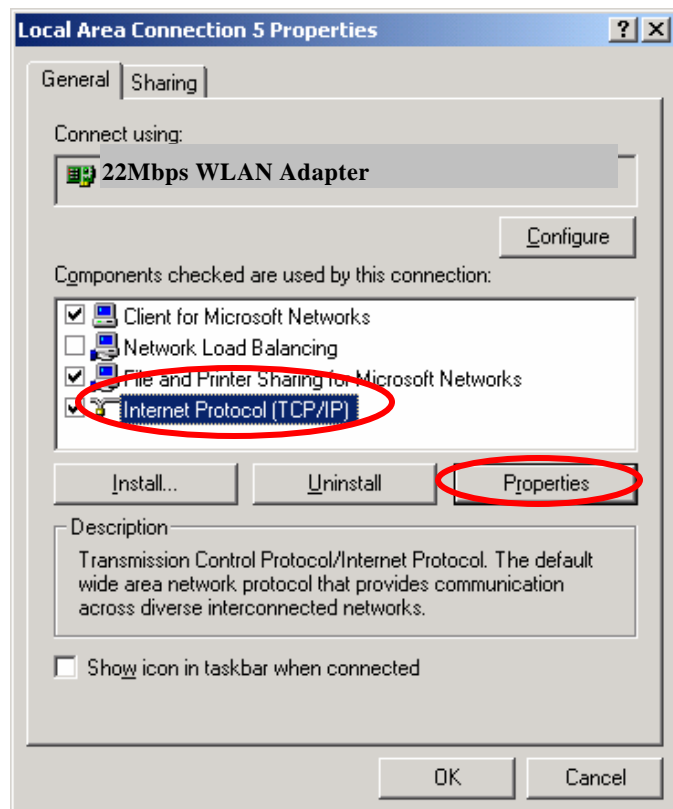 Local Area Connection 5 Properties
General
Sharing
Connect using:
22Mbps WLAN Adapter
Configure
Components checked are used by this connection:
Client for Microsoft Networks
Network Load Balancing
File and Printer Sharing for Microsoft Networks
Internet Protocol (TCP/IP)
Install...
Uninstall
Properties
Description
Transmission Control Protocol/Internet Protocol. The default
wide area network protocol that provides communication
across diverse interconnected networks.
Show icon in taskbar when connected
OK
Cancel